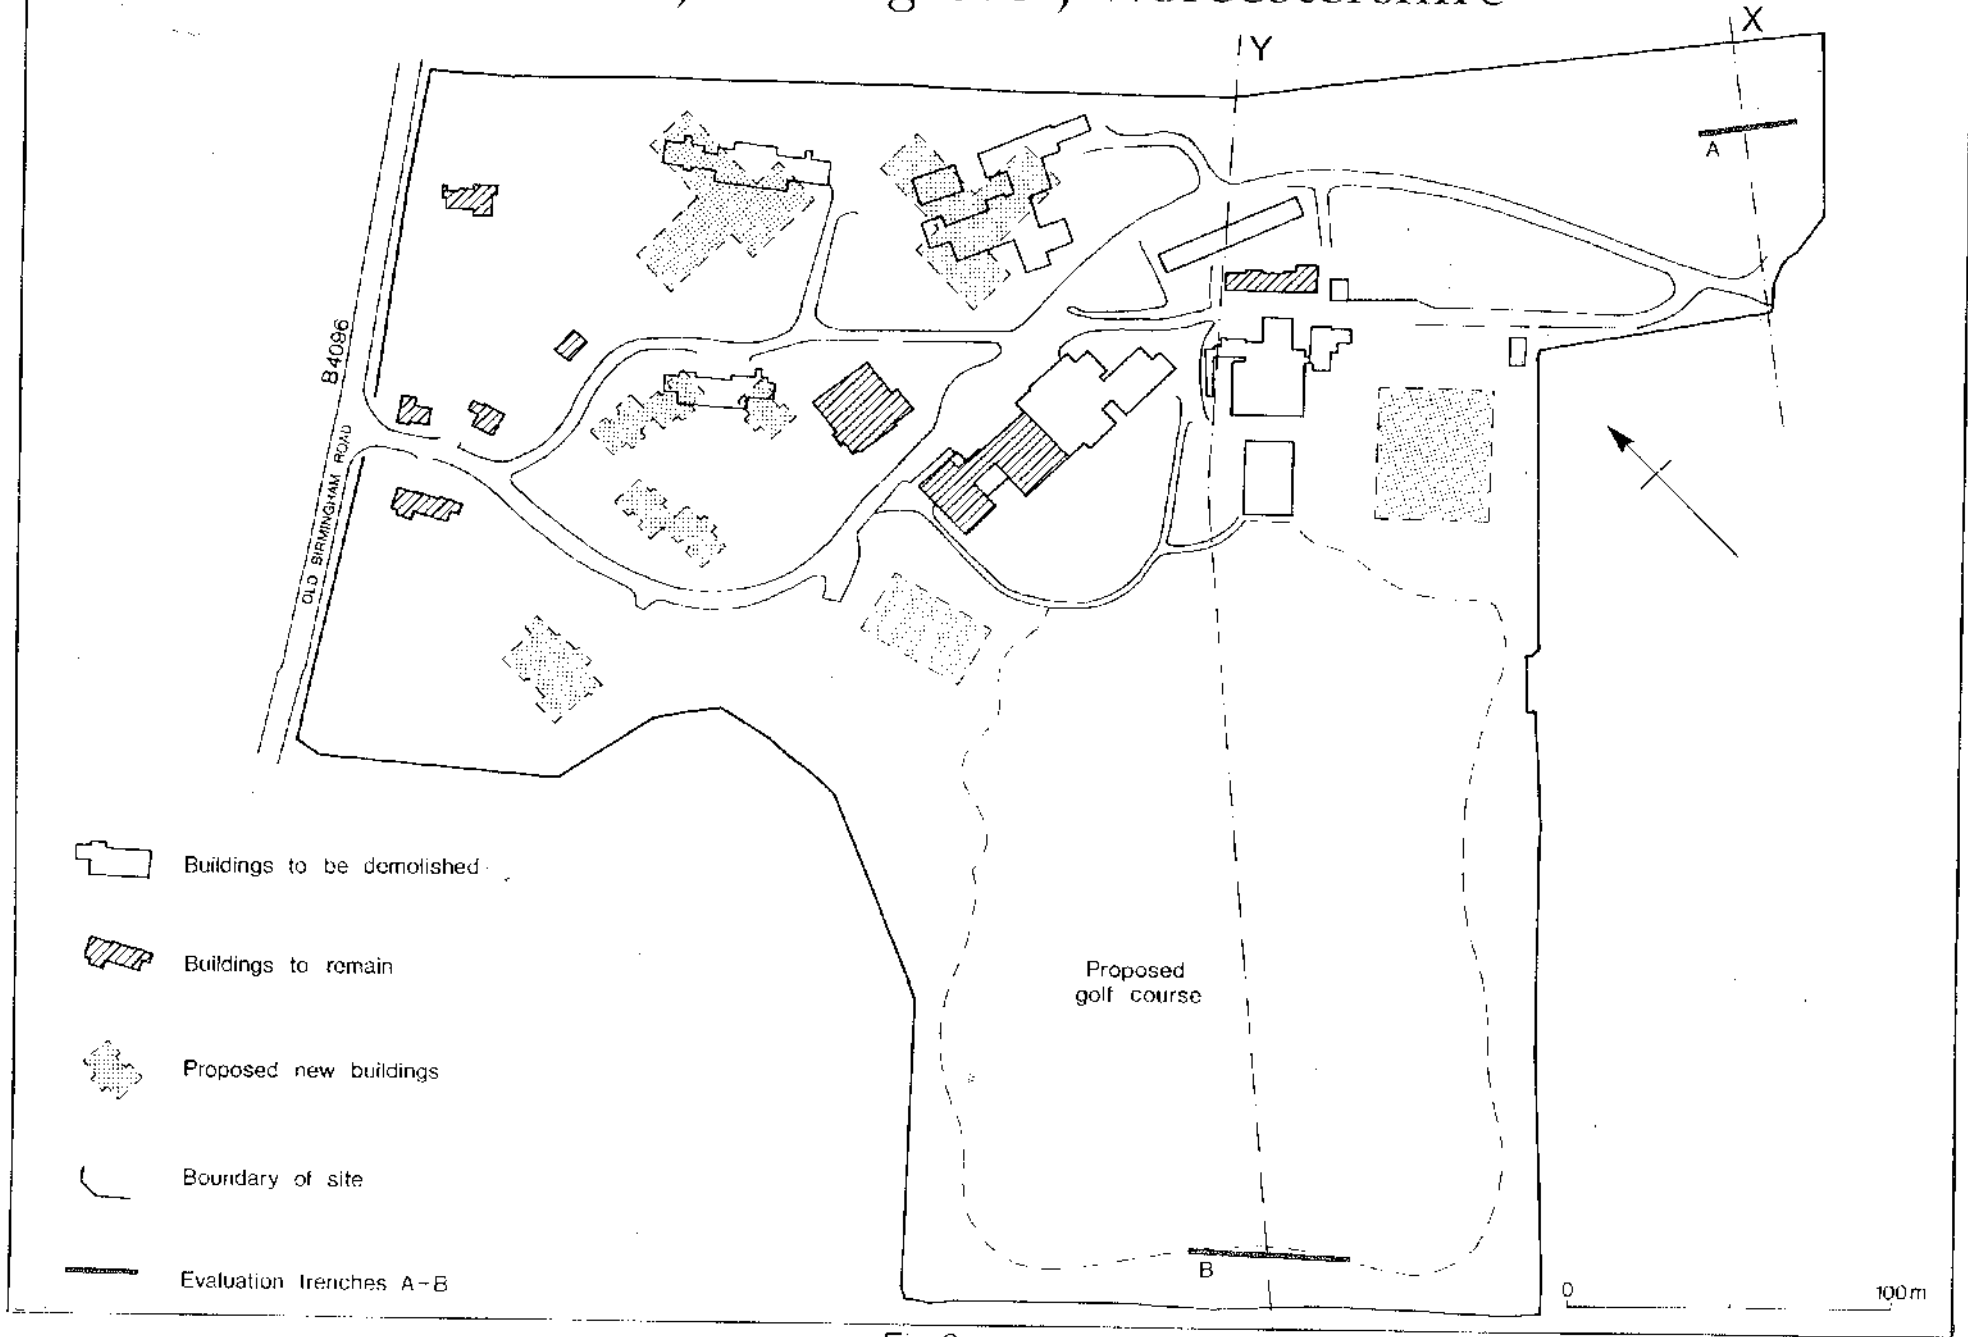 Worcestershire
X
Y
A
B4096
OLD BIRMINGHAM ROAD
Buildings to be demolished
Buildings to remain
Proposed golf course
Proposed new buildings
Boundary of site
Evaluation trenches A-B
B
0 100m